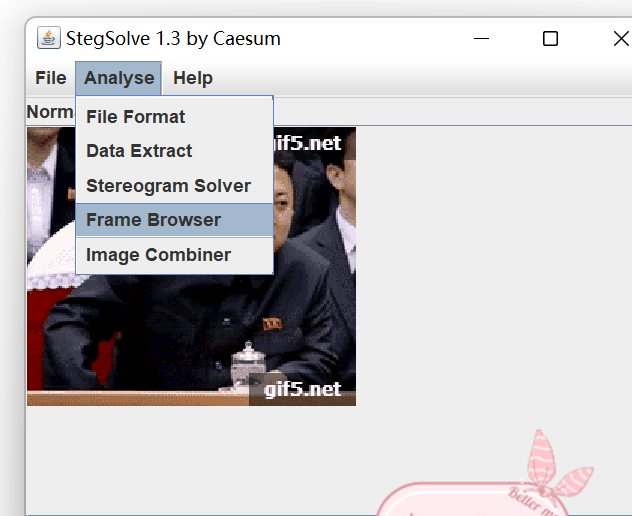 StegSolve 1.3 by Caesum
File Analyse Help
Norma
File Format
Data Extract
Stereogram Solver
Frame Browser
Image Combiner
gif5.net
gif5.net
Better m